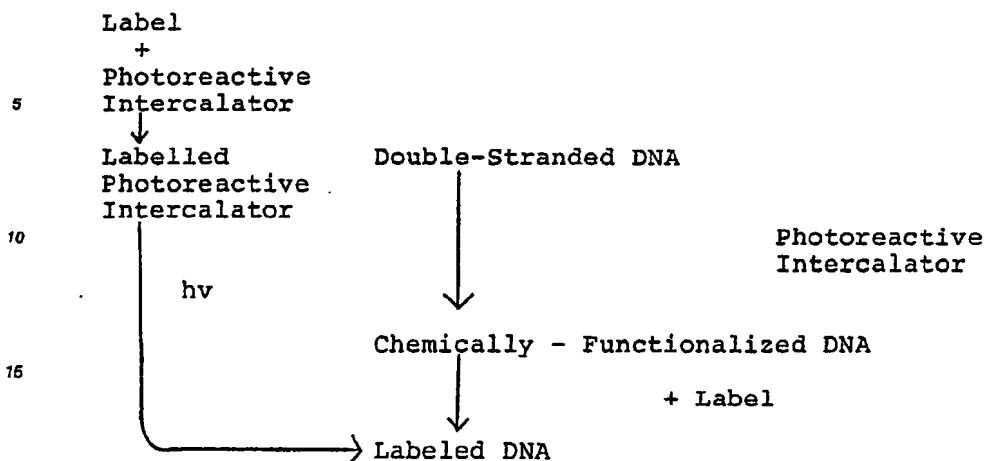 Label
+
Photoreactive
5 Intercalator
Labelled Double-Stranded DNA
Photoreactive
Intercalator
10 Photoreactive
Intercalator
hv
Chemically - Functionalized DNA
15
+ Label
Labeled DNA